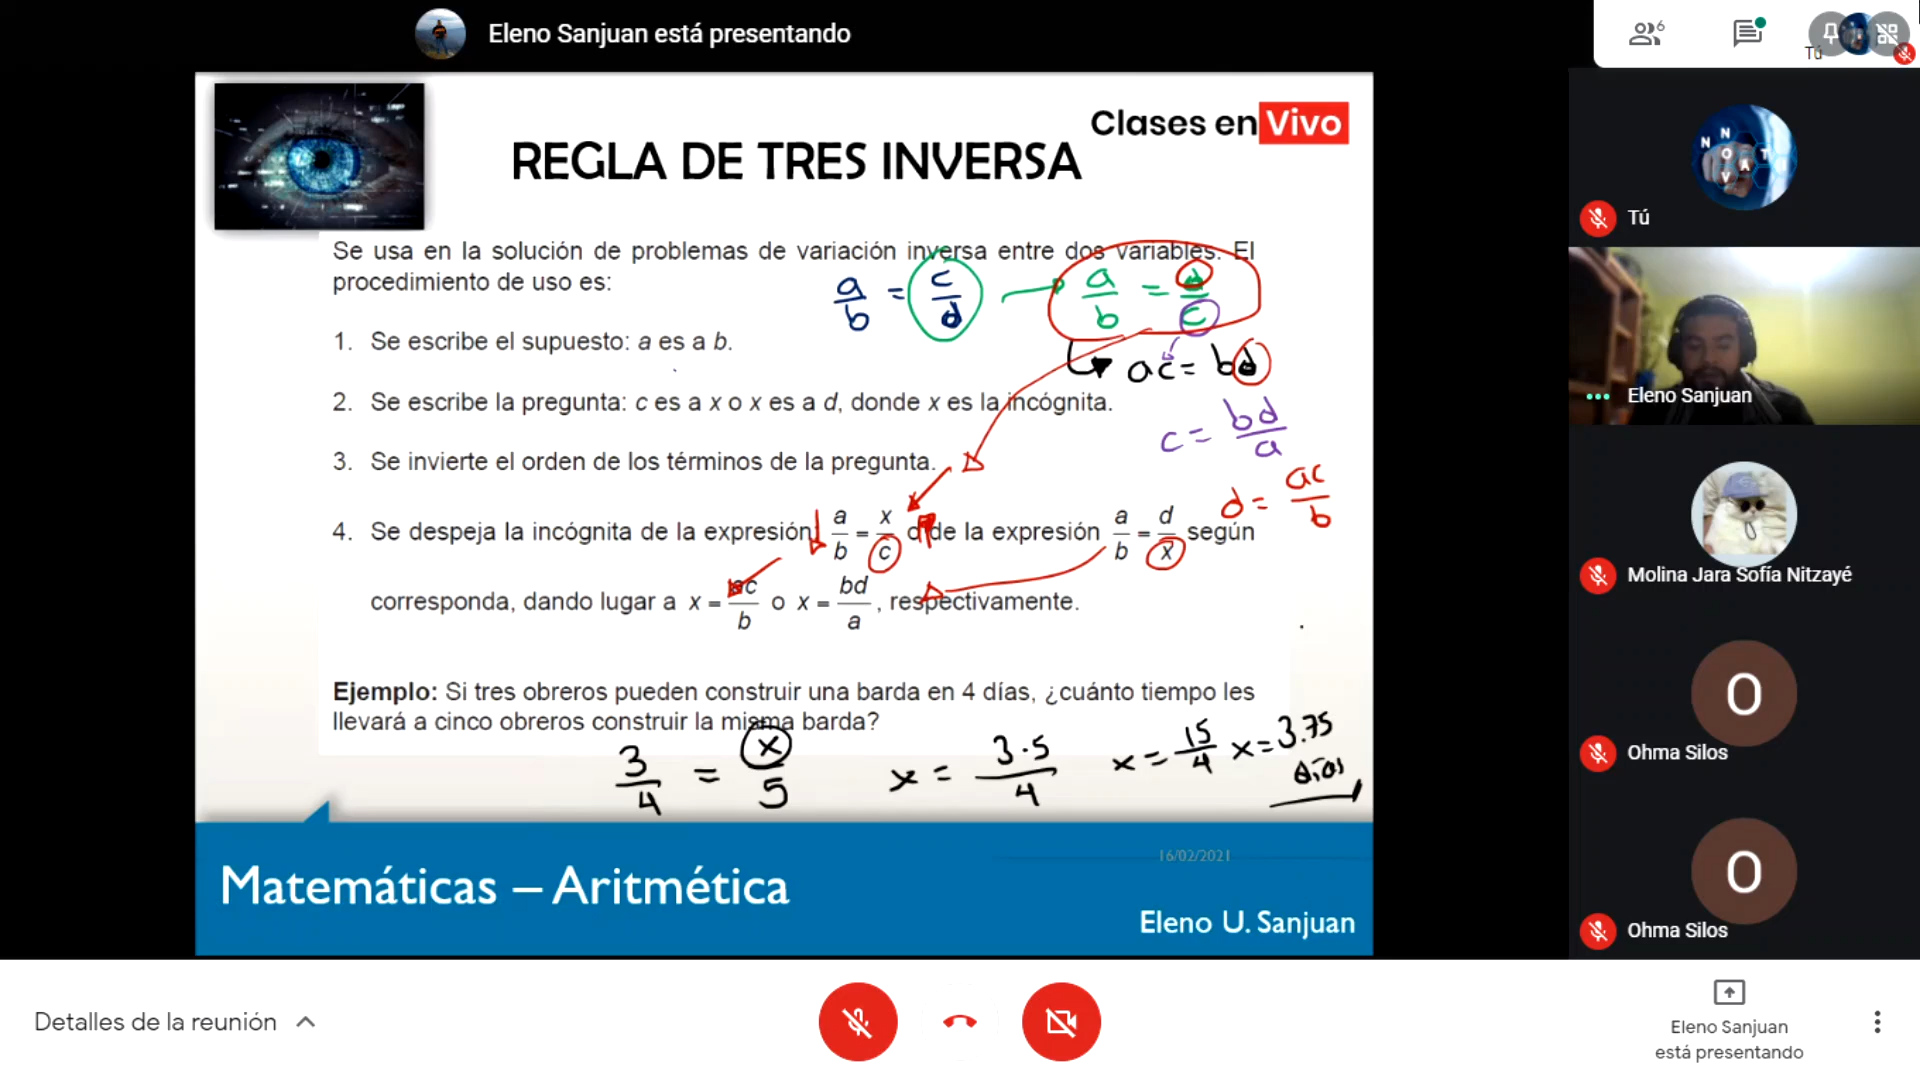 Eleno Sanjuan está presentando
6
Tú
Clases en Vivo
REGLA DE TRES INVERSA
Se usa en la solución de problemas de variación inversa entre dos variables. El
procedimiento de uso es:
a/b = c/d → a/b = d/c
1. Se escribe el supuesto: a es a b.
ac = bd
2. Se escribe la pregunta: c es a x o x es a d, donde x es la incógnita.
c = bd/a
3. Se invierte el orden de los términos de la pregunta.
d = ac/b
4. Se despeja la incógnita de la expresión a/b = x/c o de la expresión a/b = d/x según
corresponda, dando lugar a x = ac/b o x = bd/a, respectivamente.
Ejemplo: Si tres obreros pueden construir una barda en 4 días, ¿cuánto tiempo les
llevará a cinco obreros construir la misma barda?
3/4 = x/5 x = 3·5/4 x = 15/4 x = 3.75
días
16/02/2021
Matemáticas – Aritmética
Eleno U. Sanjuan
N N O A T V
Tú
Eleno Sanjuan
Molina Jara Sofía Nitzayé
O
Ohma Silos
O
Ohma Silos
Detalles de la reunión
Eleno Sanjuan
está presentando